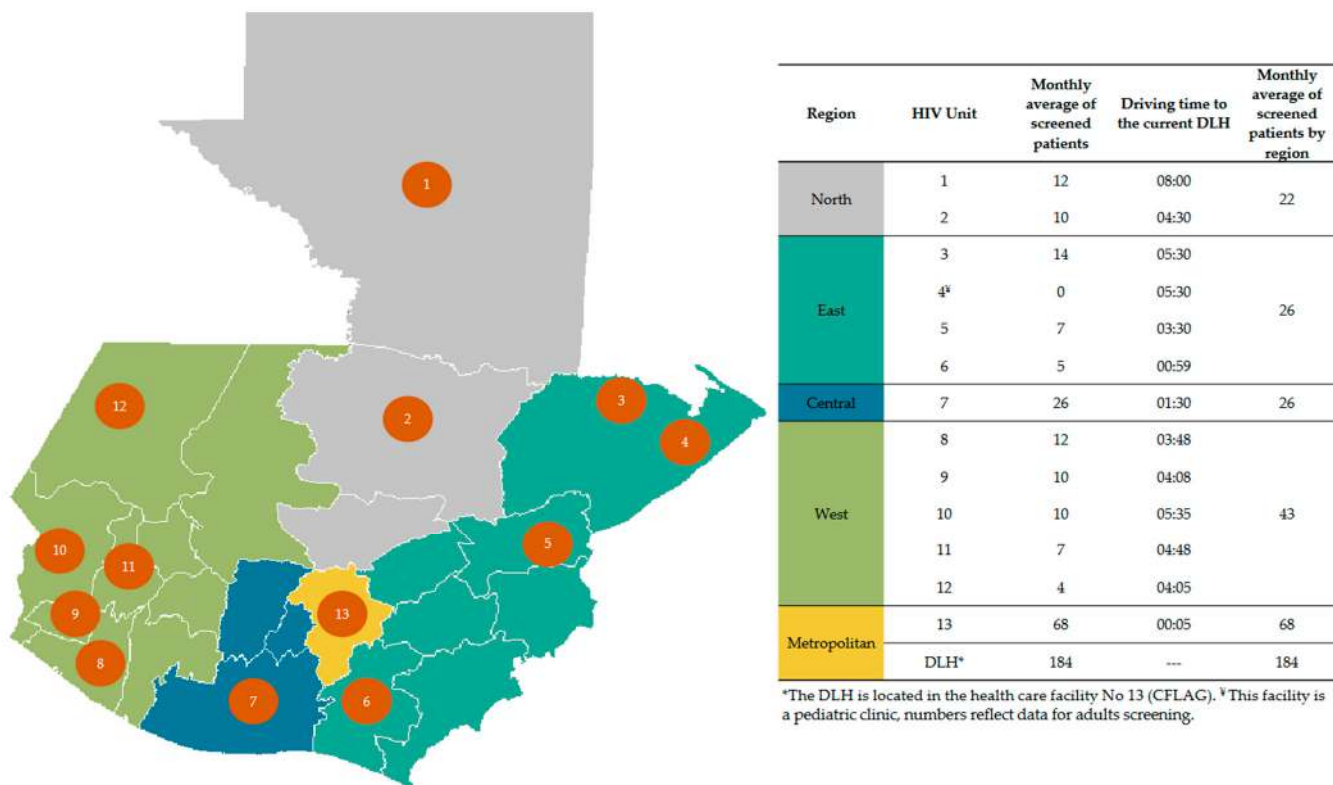 1
12
2
3
4
10
11
5
9
13
8
7
6
Region HIV Unit Monthly average of screened patients Driving time to the current DLH Monthly average of screened patients by region
North 1 12 08:00 22
2 10 04:30
East 3 14 05:30 26
4¥ 0 05:30
5 7 03:30
6 5 00:59
Central 7 26 01:30 26
West 8 12 03:48 43
9 10 04:08
10 10 05:35
11 7 04:48
12 4 04:05
Metropolitan 13 68 00:05 68
DLH* 184 --- 184
*The DLH is located in the health care facility No 13 (CFLAG). ¥ This facility is
a pediatric clinic, numbers reflect data for adults screening.